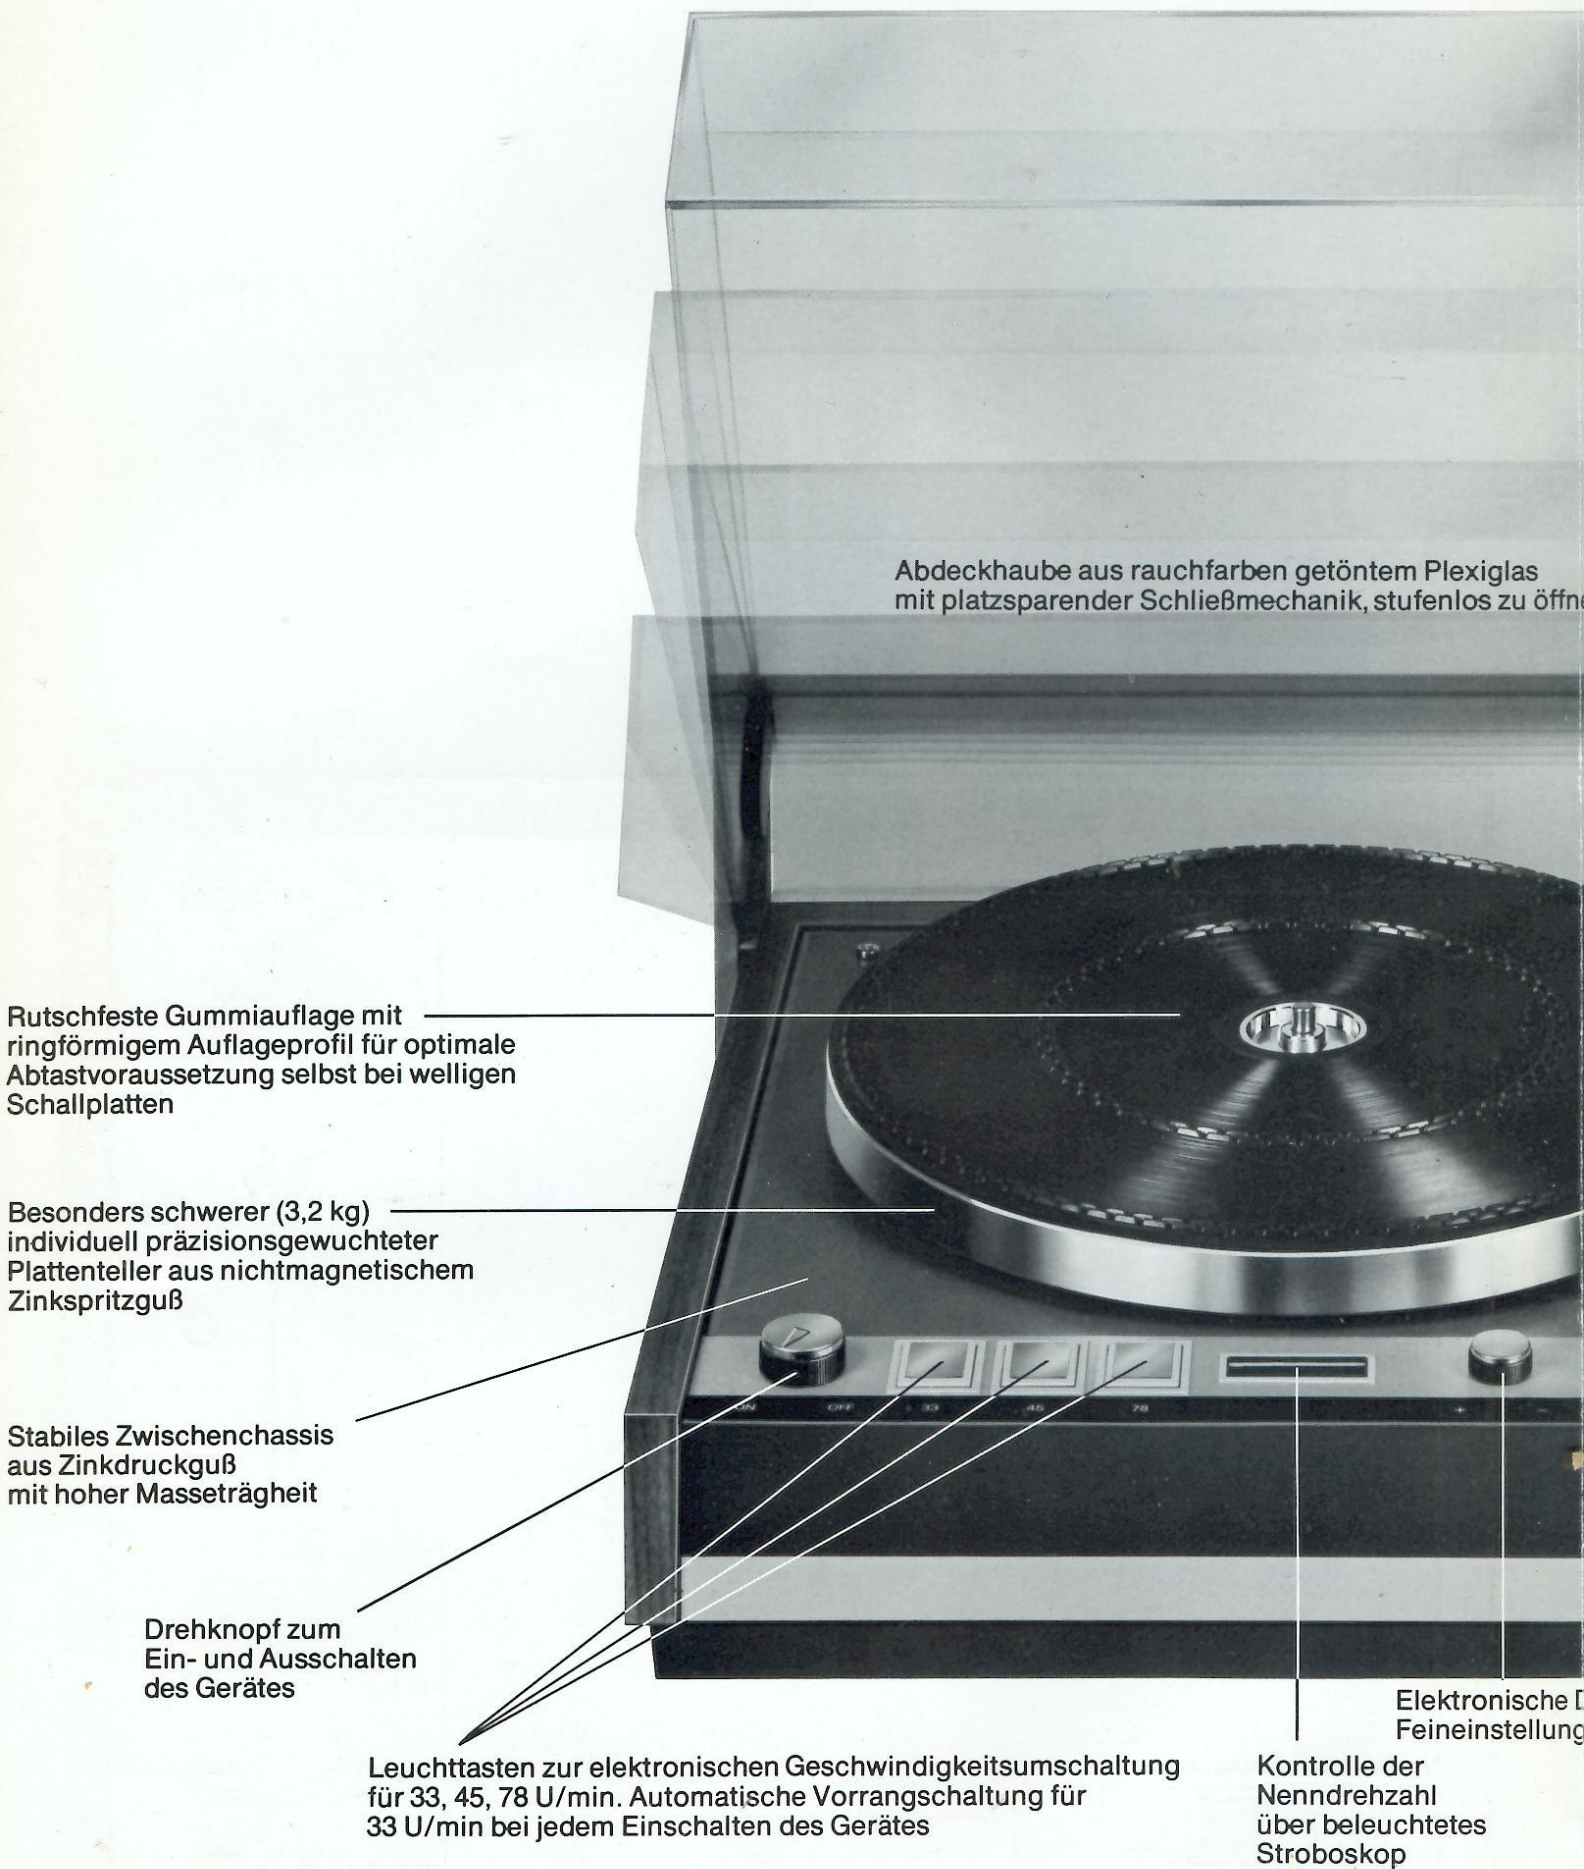 Abdeckhaube aus rauchfarben getöntem Plexiglas
mit platzsparender Schließmechanik, stufenlos zu
Rutschfeste Gummiauflage mit
ringförmigem Auflageprofil für optimale
Abtastvoraussetzung selbst bei welligen
Schallplatten
Besonders schwerer (3,2 kg)
individuell präzisionsgewuchteter
Plattenteller aus nichtmagnetischem
Zinkspritzguß
ON OFF 33 45 78 + −
Stabiles Zwischenchassis
aus Zinkdruckguß
mit hoher Masseträgheit
Drehknopf zum
Ein- und Ausschalten
des Gerätes
Leuchttasten zur elektronischen Geschwindigkeitsumschaltung
für 33, 45, 78 U/min. Automatische Vorrangschaltung für
33 U/min bei jedem Einschalten des Gerätes
Elektronische
Feineinstellung
Kontrolle der
Nenndrehzahl
über beleuchtetes
Stroboskop